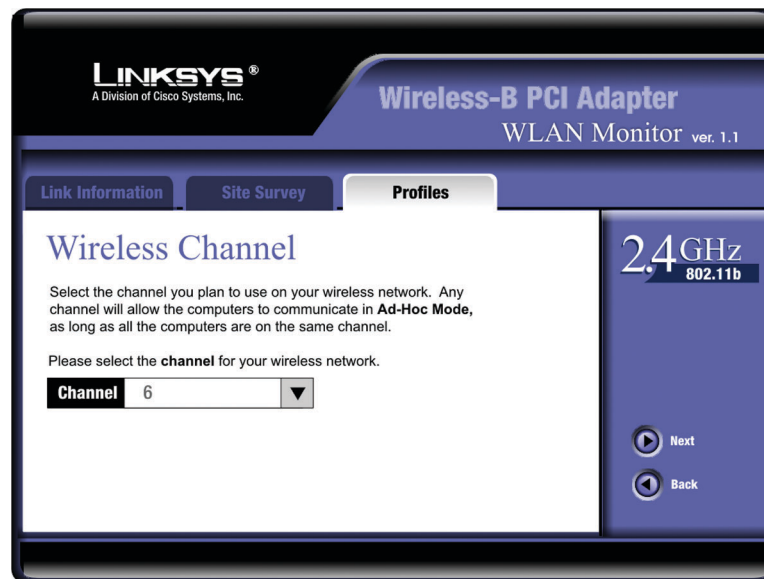 LINKSYS®
A Division of Cisco Systems, Inc.
Wireless-B PCI Adapter
WLAN Monitor ver. 1.1
Link Information Site Survey Profiles
Wireless Channel
2.4 GHz
802.11b
Select the channel you plan to use on your wireless network. Any
channel will allow the computers to communicate in Ad-Hoc Mode,
as long as all the computers are on the same channel.
Please select the channel for your wireless network.
Channel 6
Next
Back